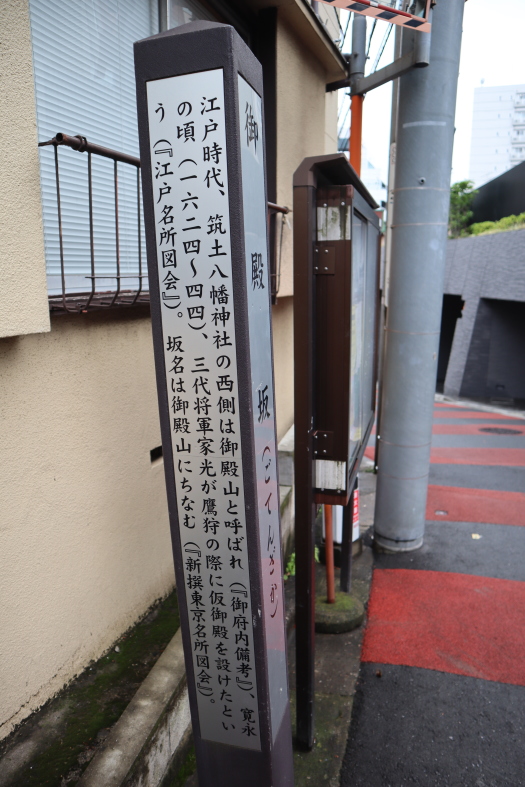 江戸時代、筑土八幡神社の西側は御殿山と呼ばれ（『御府内備考』）、寛永
の頃（一六二四〜四四）、三代将軍家光が鷹狩の際に仮御殿を設けたとい
う（『江戸名所図会』）。　坂名は御殿山にちなむ（『新撰東京名所図会』）。
御殿坂（ごてんざか）